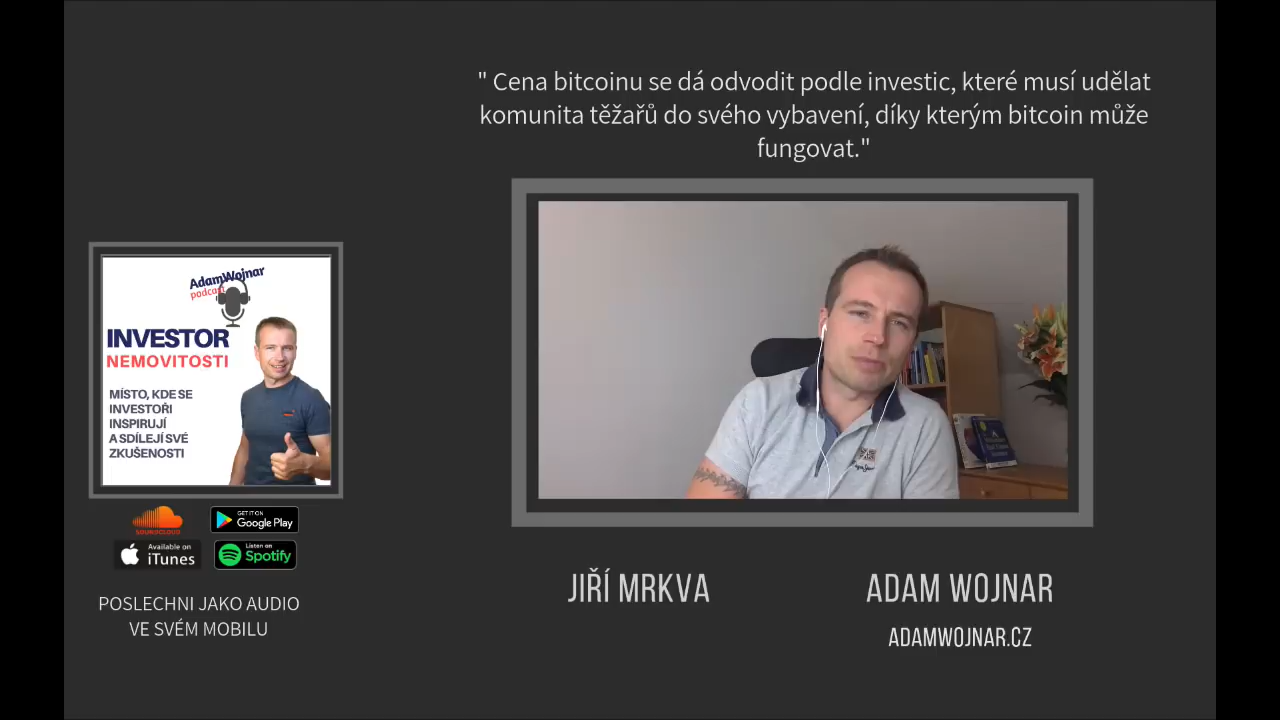 " Cena bitcoinu se dá odvodit podle investic, které musí udělat
komunita těžařů do svého vybavení, díky kterým bitcoin může
fungovat."
AdamWojnar
podcast
INVESTOR
NEMOVITOSTI
MÍSTO, KDE SE
INVESTOŘI
INSPIRUJÍ
A SDÍLEJÍ SVÉ
ZKUŠENOSTI
SOUNDCLOUD
GET IT ON
Google Play
Available on
iTunes
Listen on
Spotify
POSLECHNI JAKO AUDIO
VE SVÉM MOBILU
JIŘÍ MRKVA
ADAM WOJNAR
ADAMWOJNAR.CZ